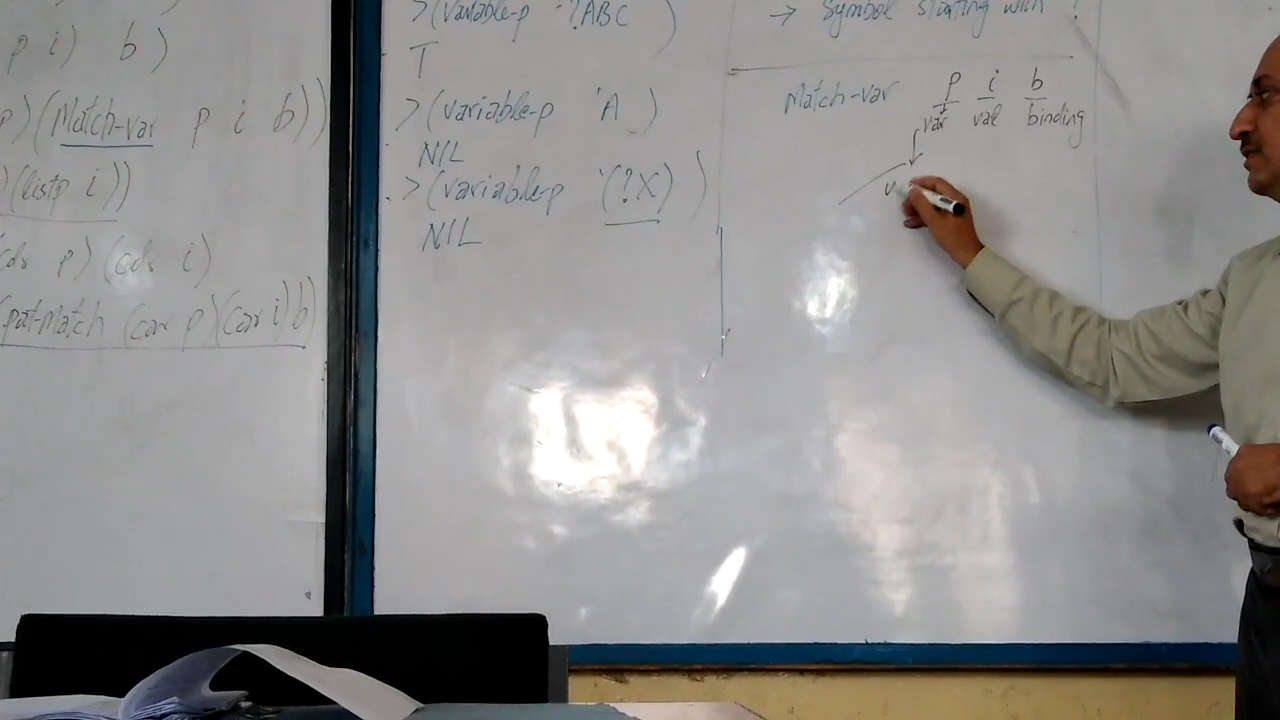 p i) b)
p)(Match-var p i b))
)(listp i))
p) (cdr i)
(pat-match (car p)(car i)b)
>(variable-p '?ABC )
T
>(variable-p 'A )
NIL
>(variable-p '(?X) )
NIL
→ Symbol starting with ?
Match-var p i b
var val binding